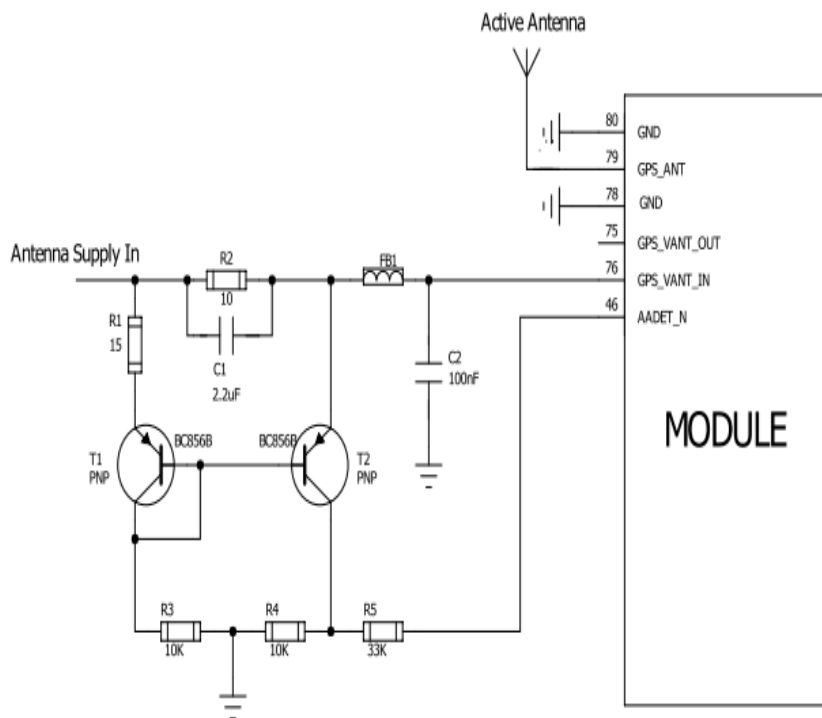 Active Antenna
80
GND
79
GPS_ANT
78
GND
75
GPS_VANT_OUT
Antenna Supply In
R2
10
FB1
76
GPS_VANT_IN
46
AADET_N
R1
15
C1
2.2uF
C2
100nF
MODULE
BC856B
BC856B
T1
PNP
T2
PNP
R3
10K
R4
10K
R5
33K